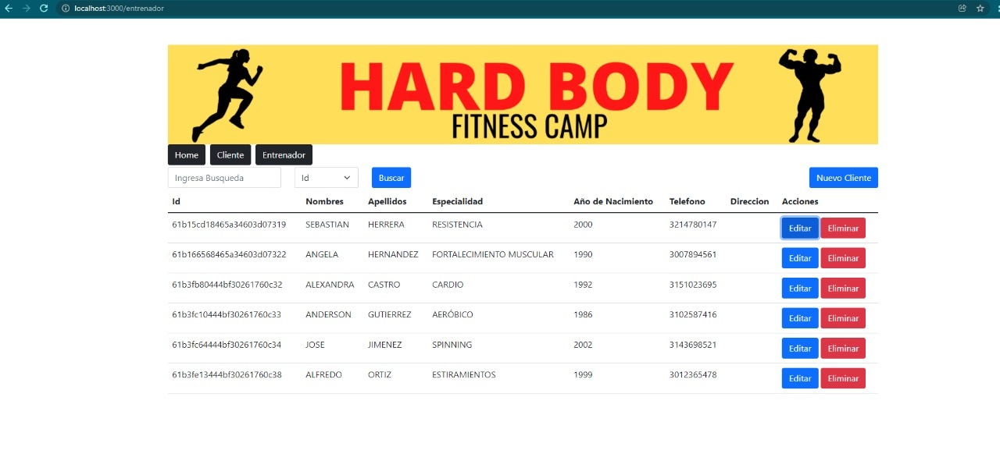 localhost:3000/entrenador
HARD BODY
FITNESS CAMP
Home Cliente Entrenador
Ingresa Busqueda Id Buscar Nuevo Cliente
Id Nombres Apellidos Especialidad Año de Nacimiento Telefono Direccion Acciones
61b15cd18465a34603d07319 SEBASTIAN HERRERA RESISTENCIA 2000 3214780147 Editar Eliminar
61b166568465a34603d07322 ANGELA HERNANDEZ FORTALECIMIENTO MUSCULAR 1990 3007894561 Editar Eliminar
61b3fb80444bf30261760c32 ALEXANDRA CASTRO CARDIO 1992 3151023695 Editar Eliminar
61b3fc10444bf30261760c33 ANDERSON GUTIERREZ AERÓBICO 1986 3102587416 Editar Eliminar
61b3fc64444bf30261760c34 JOSE JIMENEZ SPINNING 2002 3143698521 Editar Eliminar
61b3fe13444bf30261760c38 ALFREDO ORTIZ ESTIRAMIENTOS 1999 3012365478 Editar Eliminar